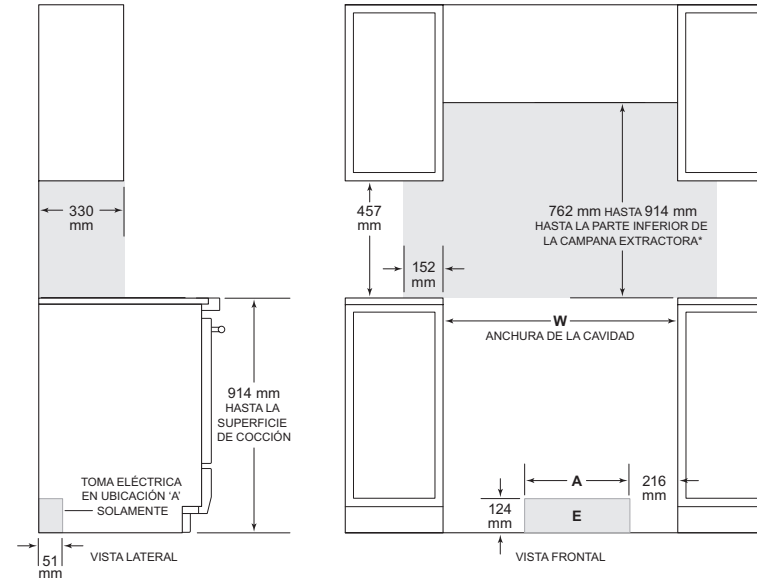 330
mm
914 mm
HASTA LA
SUPERFICIE
DE COCCIÓN
TOMA ELÉCTRICA
EN UBICACIÓN ‘A’
SOLAMENTE
51
mm
VISTA LATERAL
457
mm
152
mm
762 mm HASTA 914 mm
HASTA LA PARTE INFERIOR DE
LA CAMPANA EXTRACTORA*
W
ANCHURA DE LA CAVIDAD
A
216
mm
124
mm
E
VISTA FRONTAL